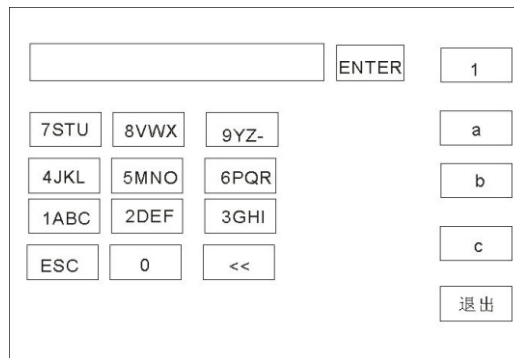 ENTER
1
7STU 8VWX 9YZ- a
4JKL 5MNO 6PQR b
1ABC 2DEF 3GHI
ESC 0 << c
退出